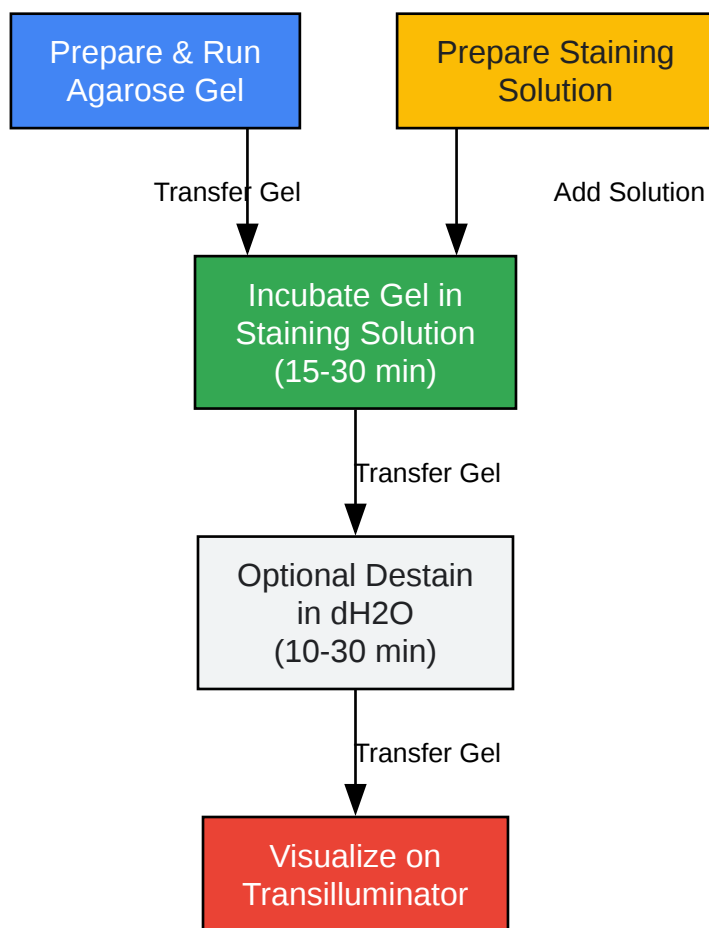 Prepare & Run
Agarose Gel
Prepare Staining
Solution
Transfer Gel
Add Solution
Incubate Gel in
Staining Solution
(15-30 min)
Transfer Gel
Optional Destain
in dH2O
(10-30 min)
Transfer Gel
Visualize on
Transilluminator